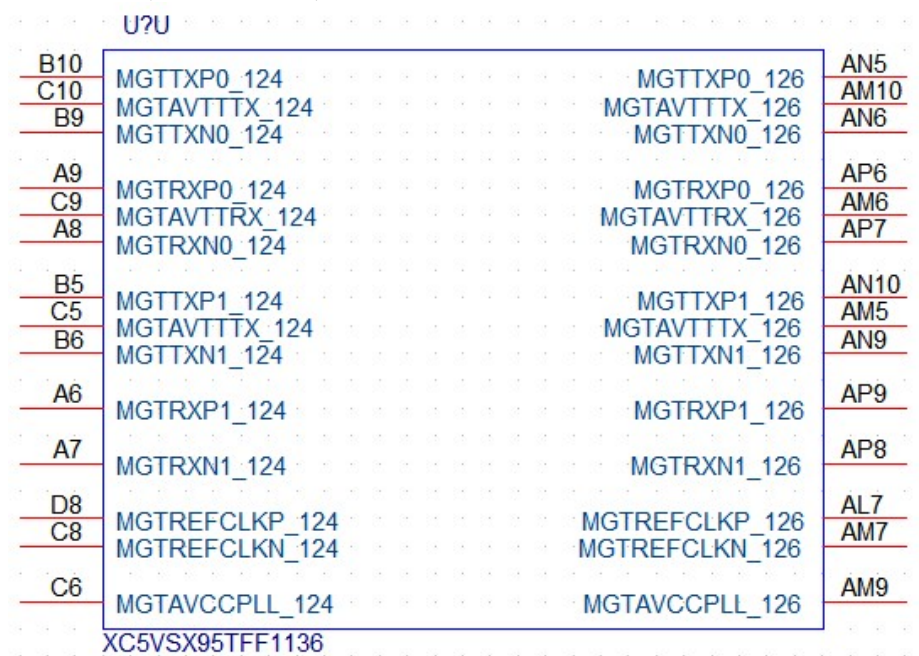 U?U
B10 MGTTXP0_124 MGTTXP0_126 AN5
C10 MGTAVTTTX_124 MGTAVTTTX_126 AM10
B9 MGTTXN0_124 MGTTXN0_126 AN6
A9 MGTRXP0_124 MGTRXP0_126 AP6
C9 MGTAVTTRX_124 MGTAVTTRX_126 AM6
A8 MGTRXN0_124 MGTRXN0_126 AP7
B5 MGTTXP1_124 MGTTXP1_126 AN10
C5 MGTAVTTTX_124 MGTAVTTTX_126 AM5
B6 MGTTXN1_124 MGTTXN1_126 AN9
A6 MGTRXP1_124 MGTRXP1_126 AP9
A7 MGTRXN1_124 MGTRXN1_126 AP8
D8 MGTREFCLKP_124 MGTREFCLKP_126 AL7
C8 MGTREFCLKN_124 MGTREFCLKN_126 AM7
C6 MGTAVCCPLL_124 MGTAVCCPLL_126 AM9
XC5VSX95TFF1136